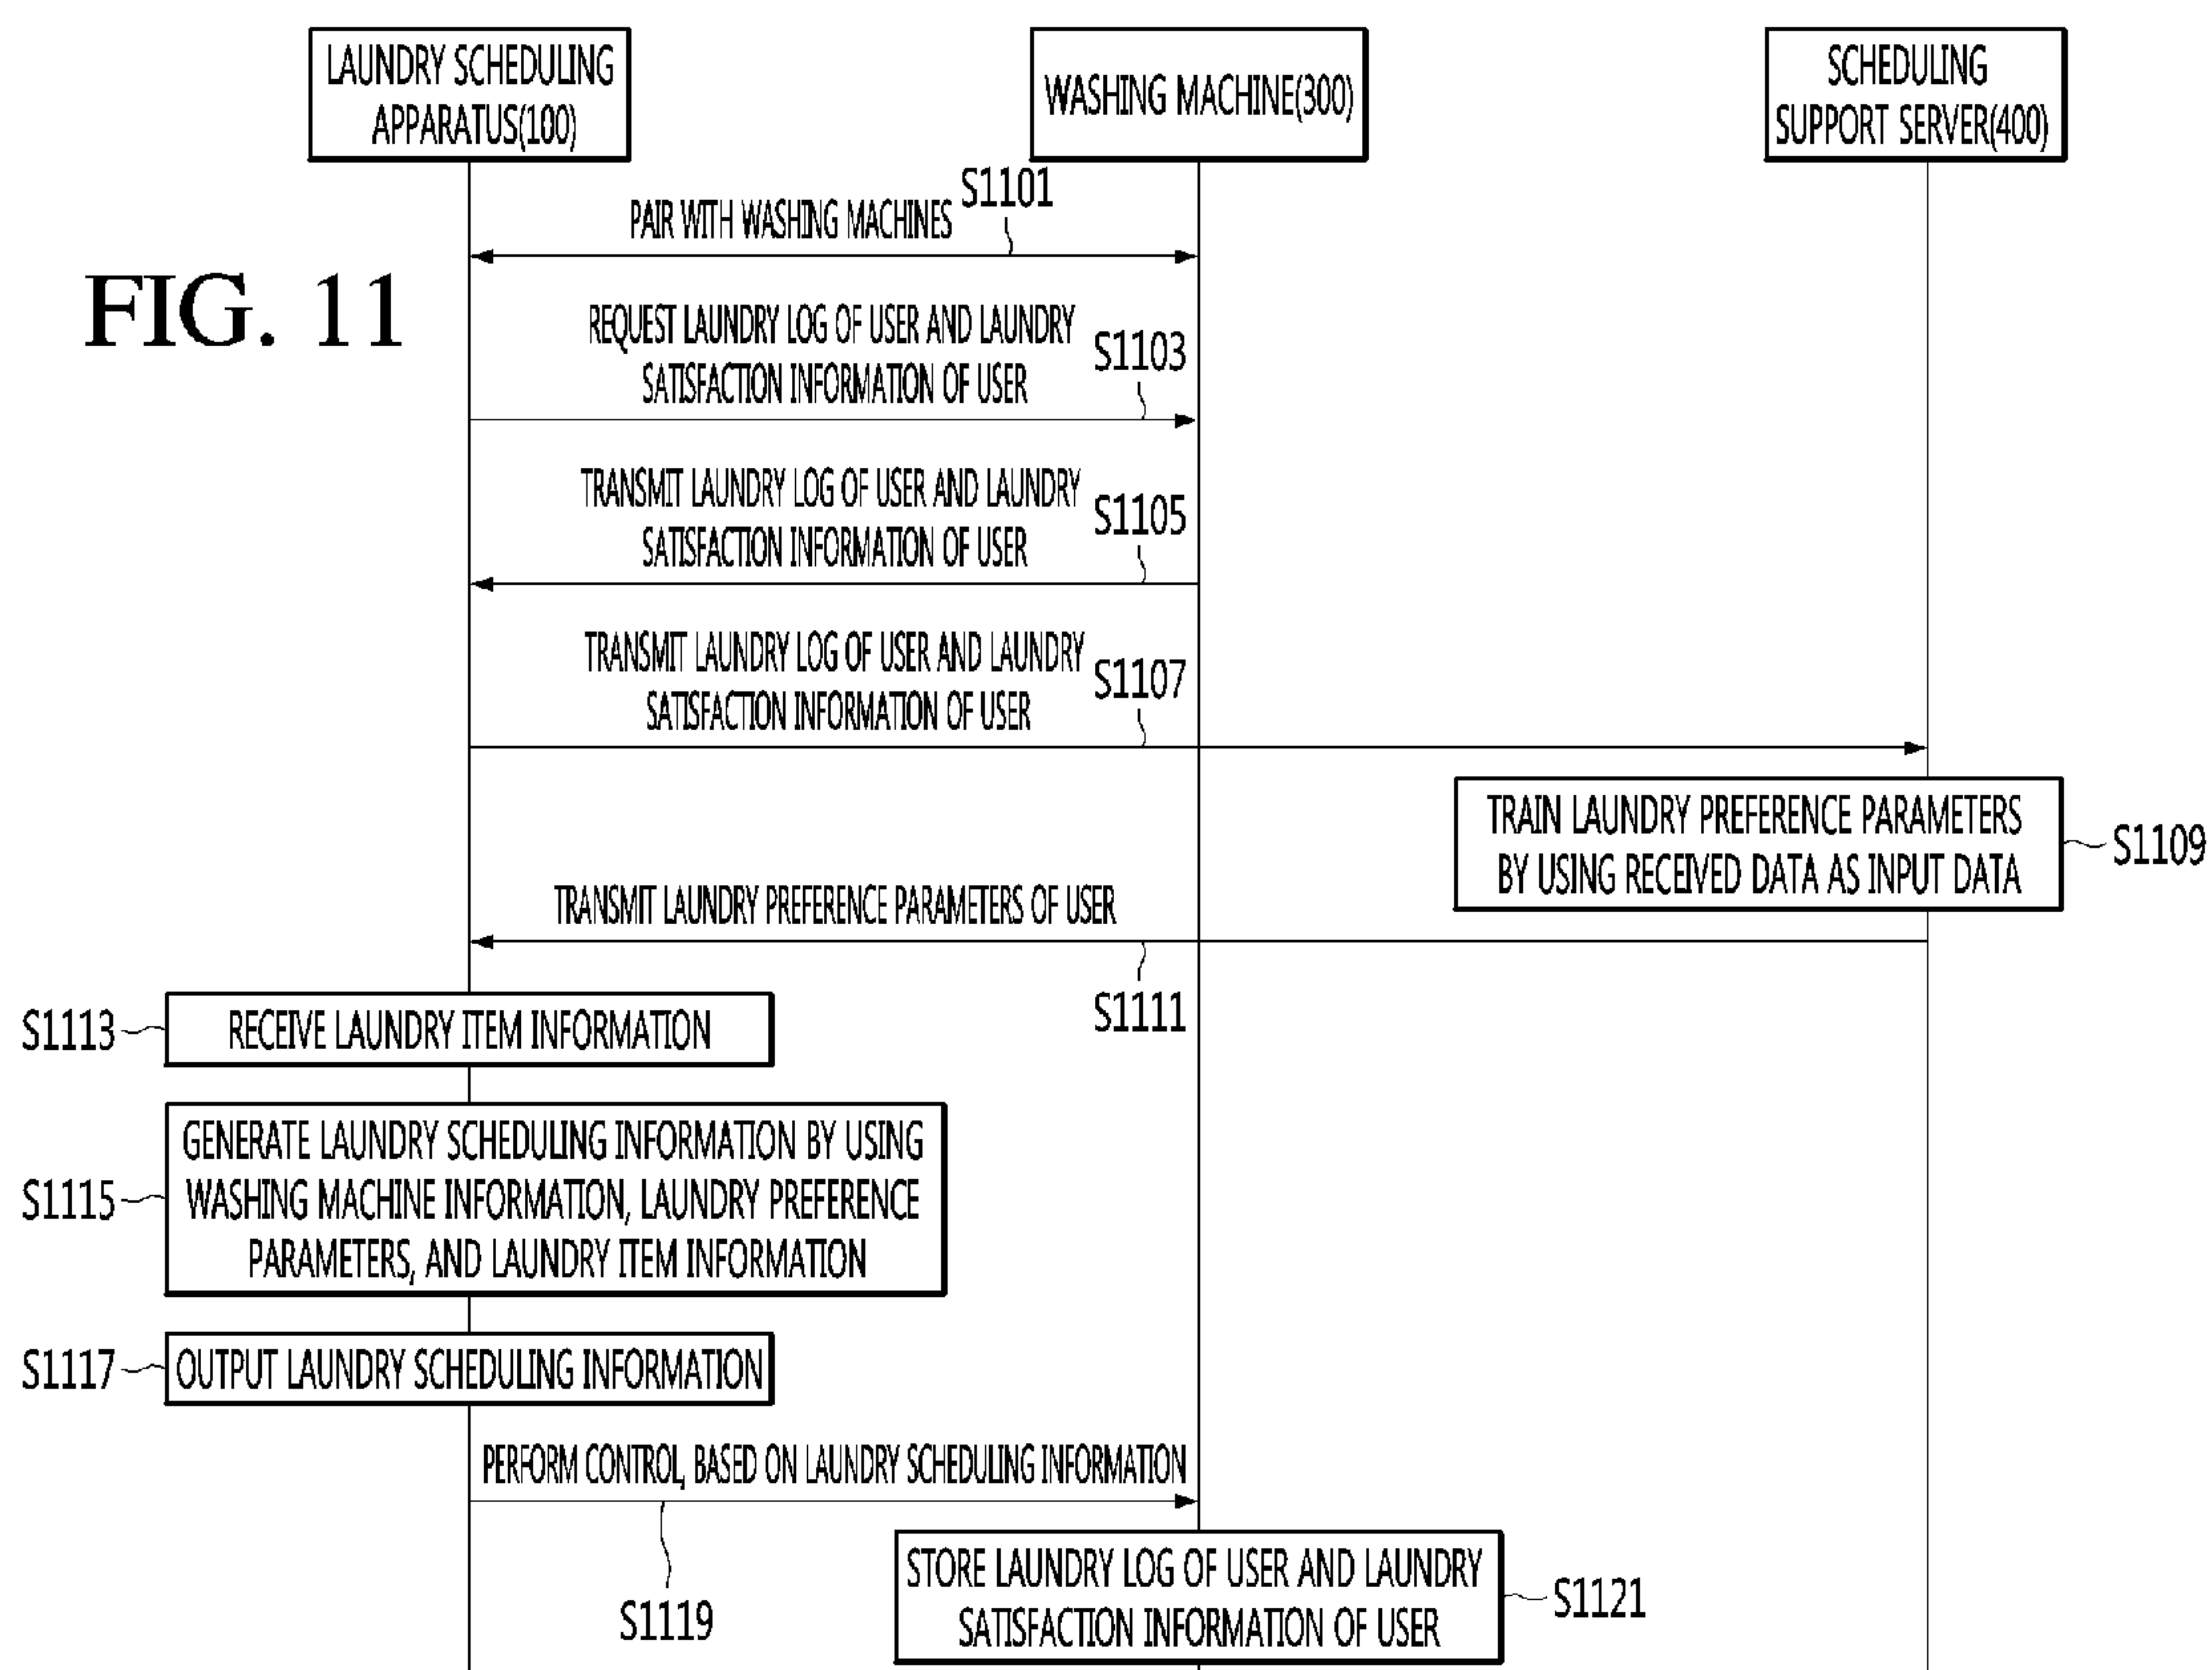 LAUNDRY SCHEDULING
APPARATUS(100)
WASHING MACHINE(300)
SCHEDULING
SUPPORT SERVER(400)
FIG. 11
PAIR WITH WASHING MACHINES
S1101
REQUEST LAUNDRY LOG OF USER AND LAUNDRY
SATISFACTION INFORMATION OF USER
S1103
TRANSMIT LAUNDRY LOG OF USER AND LAUNDRY
SATISFACTION INFORMATION OF USER
S1105
TRANSMIT LAUNDRY LOG OF USER AND LAUNDRY
SATISFACTION INFORMATION OF USER
S1107
TRAIN LAUNDRY PREFERENCE PARAMETERS
BY USING RECEIVED DATA AS INPUT DATA
S1109
TRANSMIT LAUNDRY PREFERENCE PARAMETERS OF USER
S1111
S1113
RECEIVE LAUNDRY ITEM INFORMATION
S1115
GENERATE LAUNDRY SCHEDULING INFORMATION BY USING
WASHING MACHINE INFORMATION, LAUNDRY PREFERENCE
PARAMETERS, AND LAUNDRY ITEM INFORMATION
S1117
OUTPUT LAUNDRY SCHEDULING INFORMATION
PERFORM CONTROL, BASED ON LAUNDRY SCHEDULING INFORMATION
S1119
STORE LAUNDRY LOG OF USER AND LAUNDRY
SATISFACTION INFORMATION OF USER
S1121